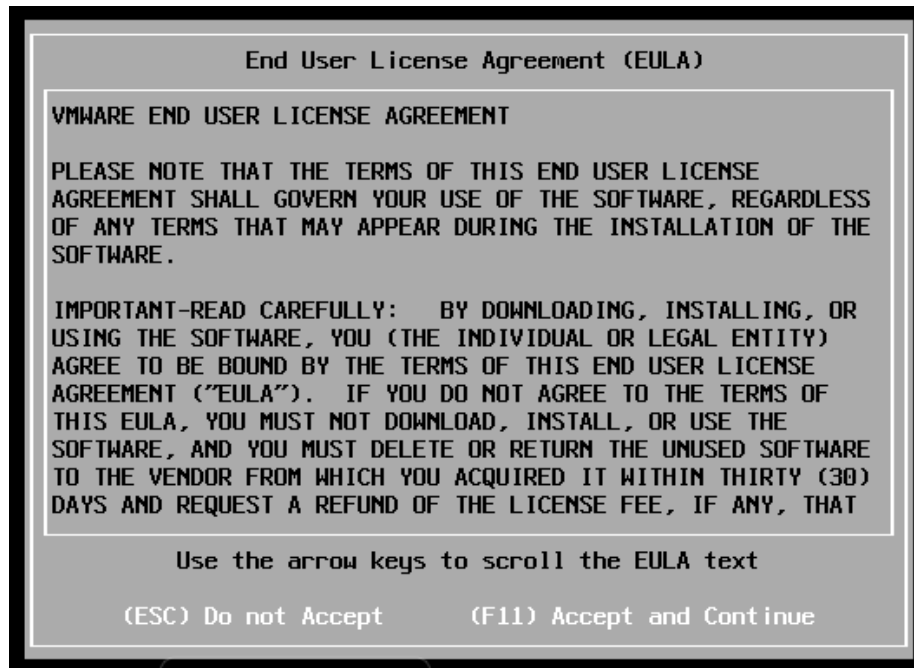 End User License Agreement (EULA)
VMWARE END USER LICENSE AGREEMENT
PLEASE NOTE THAT THE TERMS OF THIS END USER LICENSE
AGREEMENT SHALL GOVERN YOUR USE OF THE SOFTWARE, REGARDLESS
OF ANY TERMS THAT MAY APPEAR DURING THE INSTALLATION OF THE
SOFTWARE.
IMPORTANT-READ CAREFULLY:   BY DOWNLOADING, INSTALLING, OR
USING THE SOFTWARE, YOU (THE INDIVIDUAL OR LEGAL ENTITY)
AGREE TO BE BOUND BY THE TERMS OF THIS END USER LICENSE
AGREEMENT ("EULA").  IF YOU DO NOT AGREE TO THE TERMS OF
THIS EULA, YOU MUST NOT DOWNLOAD, INSTALL, OR USE THE
SOFTWARE, AND YOU MUST DELETE OR RETURN THE UNUSED SOFTWARE
TO THE VENDOR FROM WHICH YOU ACQUIRED IT WITHIN THIRTY (30)
DAYS AND REQUEST A REFUND OF THE LICENSE FEE, IF ANY, THAT
Use the arrow keys to scroll the EULA text
(ESC) Do not Accept (F11) Accept and Continue